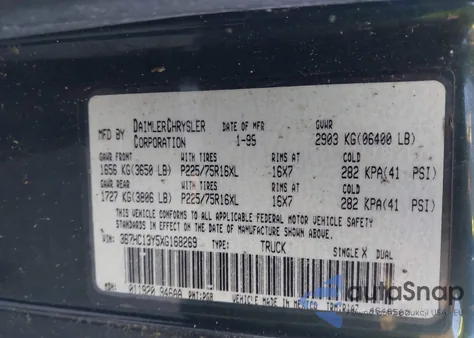 MFD BY DAIMLERCHRYSLER CORPORATION DATE OF MFR 1-95 GVWR 2903 KG(06400 LB)
GAWR FRONT WITH TIRES RIMS AT COLD
1656 KG(3650 LB) P225/75R16XL 16X7 282 KPA(41 PSI)
GAWR REAR WITH TIRES RIMS AT COLD
1727 KG(3806 LB) P225/75R16XL 16X7 282 KPA(41 PSI)
THIS VEHICLE CONFORMS TO ALL APPLICABLE FEDERAL MOTOR VEHICLE SAFETY
STANDARDS IN EFFECT ON THE DATE OF MANUFACTURE SHOWN ABOVE.
VIN: 3B7HC13Y5XG168269 TYPE: TRUCK SINGLE X DUAL
MDH: 011920 VEHICLE MADE IN MEXICO
autoSnap